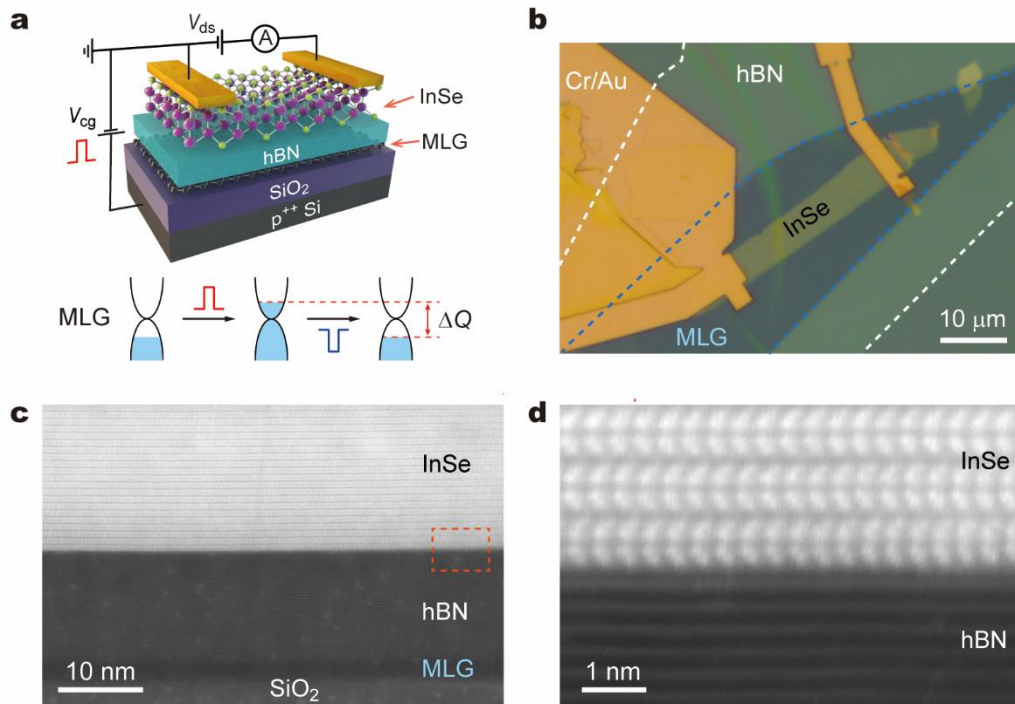 a
V_ds
A
V_cg
InSe
MLG
hBN
SiO₂
p⁺⁺ Si
MLG
ΔQ
b
Cr/Au
hBN
InSe
MLG
10 μm
c
InSe
hBN
MLG
SiO₂
10 nm
d
InSe
hBN
1 nm